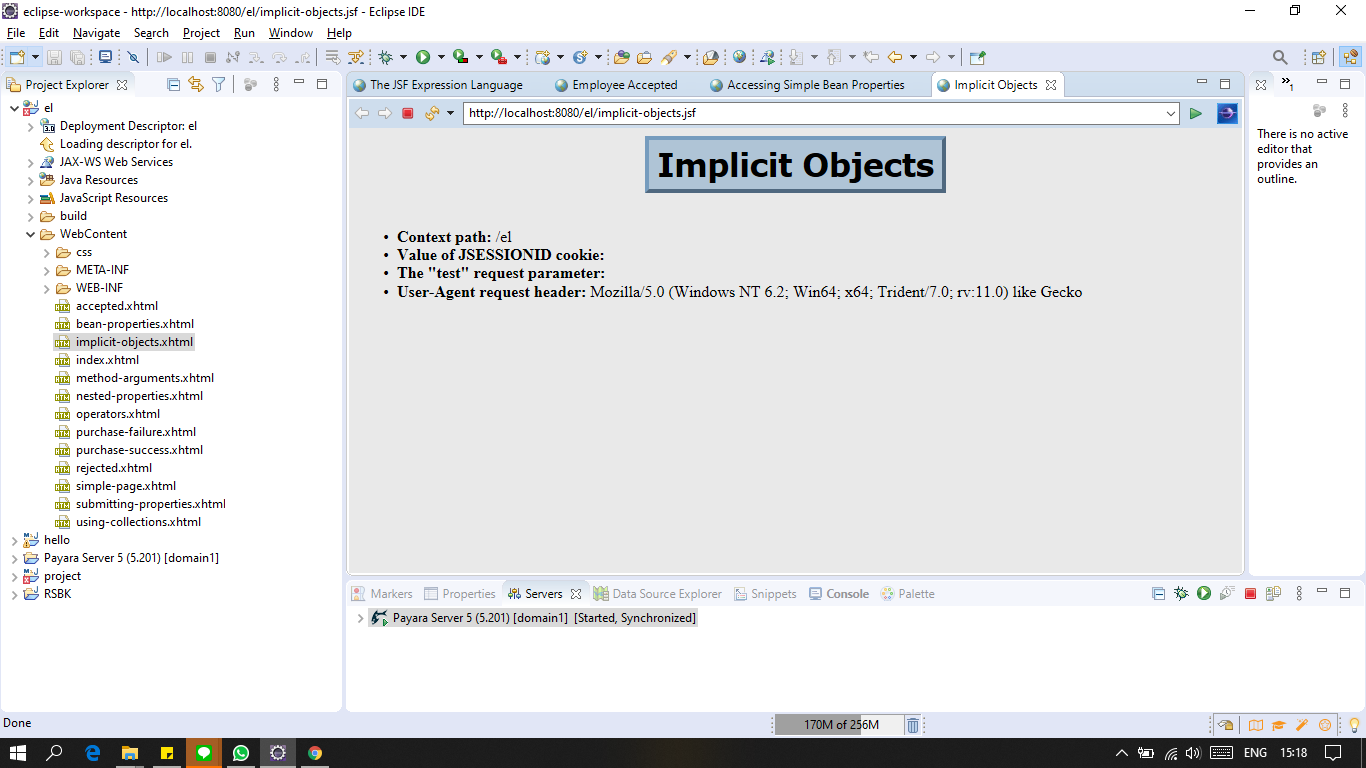 eclipse-workspace - http://localhost:8080/el/implicit-objects.jsf - Eclipse IDE
File Edit Navigate Search Project Run Window Help
Project Explorer
The JSF Expression Language
Employee Accepted
Accessing Simple Bean Properties
Implicit Objects
http://localhost:8080/el/implicit-objects.jsf
el
Deployment Descriptor: el
Loading descriptor for el.
JAX-WS Web Services
Java Resources
JavaScript Resources
build
WebContent
css
META-INF
WEB-INF
accepted.xhtml
bean-properties.xhtml
implicit-objects.xhtml
index.xhtml
method-arguments.xhtml
nested-properties.xhtml
operators.xhtml
purchase-failure.xhtml
purchase-success.xhtml
rejected.xhtml
simple-page.xhtml
submitting-properties.xhtml
using-collections.xhtml
hello
Payara Server 5 (5.201) [domain1]
project
RSBK
Implicit Objects
• Context path: /el
• Value of JSESSIONID cookie:
• The "test" request parameter:
• User-Agent request header: Mozilla/5.0 (Windows NT 6.2; Win64; x64; Trident/7.0; rv:11.0) like Gecko
»1
There is no active
editor that
provides an
outline.
Markers
Properties
Servers
Data Source Explorer
Snippets
Console
Palette
Payara Server 5 (5.201) [domain1] [Started, Synchronized]
Done
170M of 256M
ENG
15:18